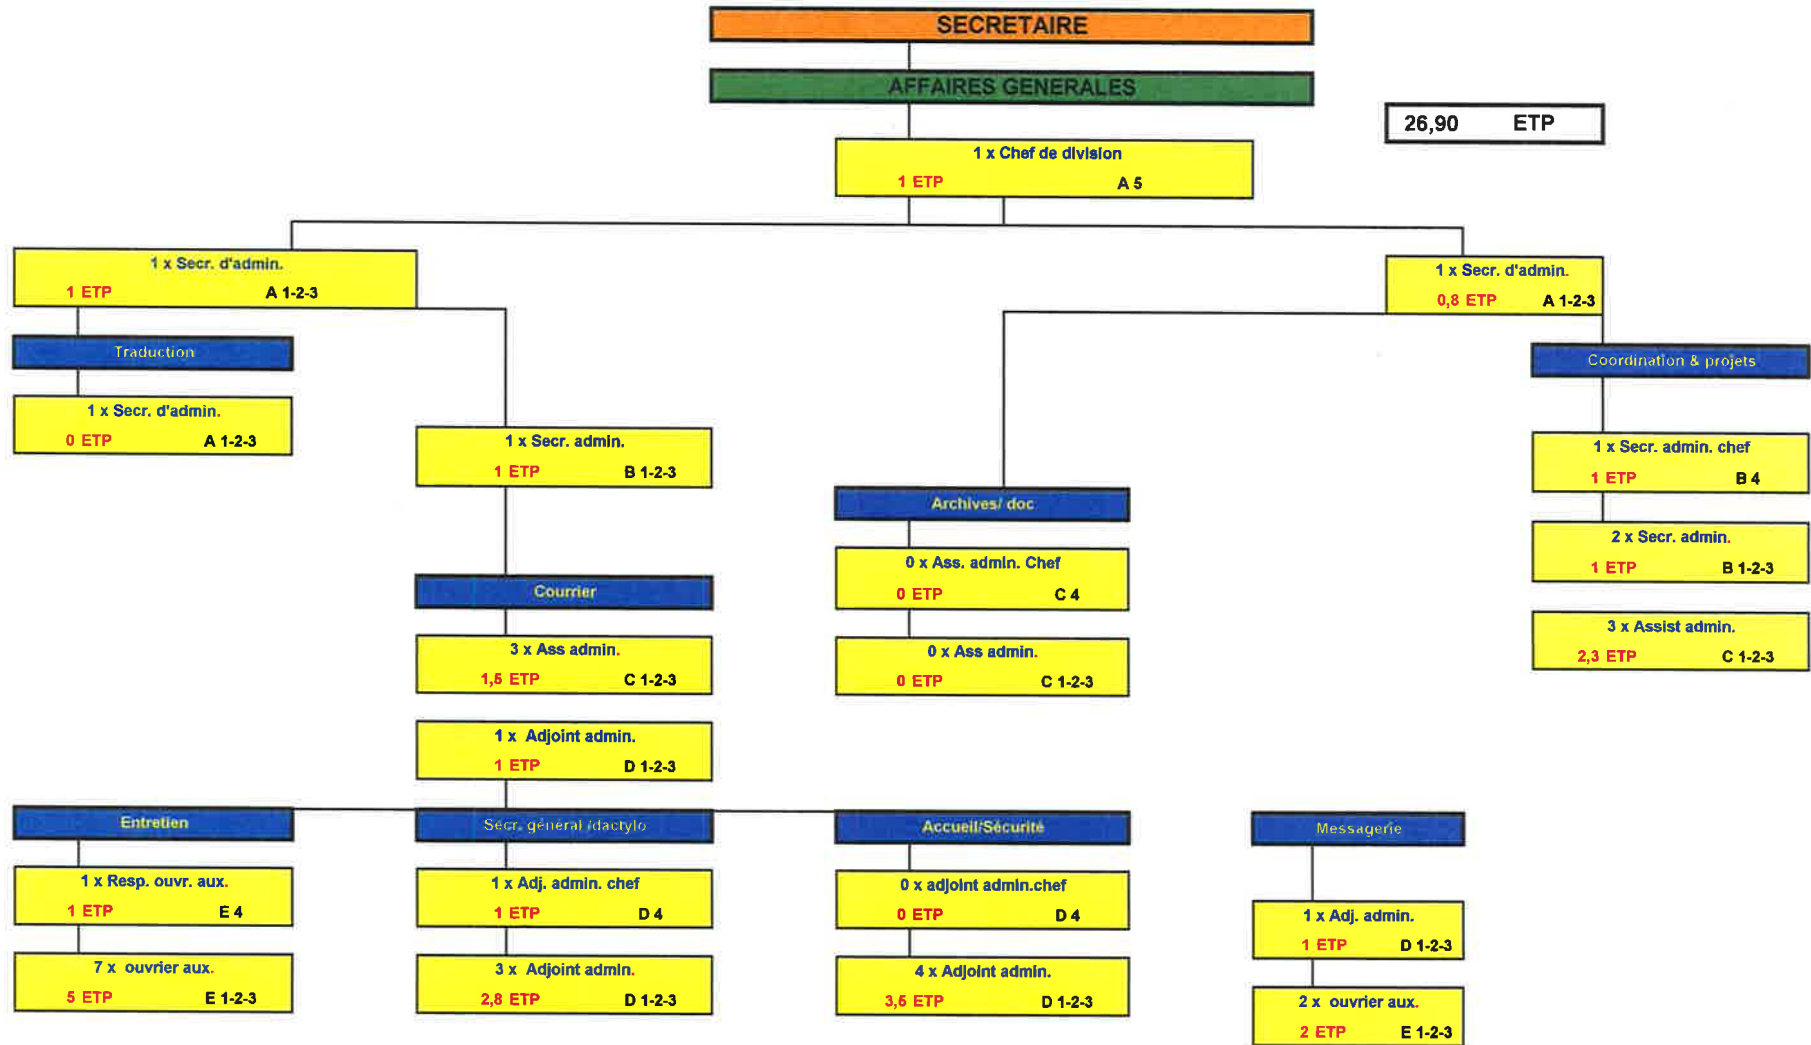 SECRETAIRE
AFFAIRES GENERALES
26,90 ETP
1 x Chef de division
1 ETP A 5
1 x Secr. d'admin.
1 ETP A 1-2-3
1 x Secr. d'admin.
0,8 ETP A 1-2-3
Traduction
1 x Secr. d'admin.
0 ETP A 1-2-3
1 x Secr. admin.
1 ETP B 1-2-3
Courrier
3 x Ass admin.
1,5 ETP C 1-2-3
1 x Adjoint admin.
1 ETP D 1-2-3
Archives/ doc
0 x Ass. admin. Chef
0 ETP C 4
0 x Ass admin.
0 ETP C 1-2-3
Coordination & projets
1 x Secr. admin. chef
1 ETP B 4
2 x Secr. admin.
1 ETP B 1-2-3
3 x Assist admin.
2,3 ETP C 1-2-3
Entretien
1 x Resp. ouvr. aux.
1 ETP E 4
7 x ouvrier aux.
5 ETP E 1-2-3
Secr. général /dactylo
1 x Adj. admin. chef
1 ETP D 4
3 x Adjoint admin.
2,8 ETP D 1-2-3
Accueil/Sécurité
0 x adjoint admin.chef
0 ETP D 4
4 x Adjoint admin.
3,5 ETP D 1-2-3
Messagerie
1 x Adj. admin.
1 ETP D 1-2-3
2 x ouvrier aux.
2 ETP E 1-2-3